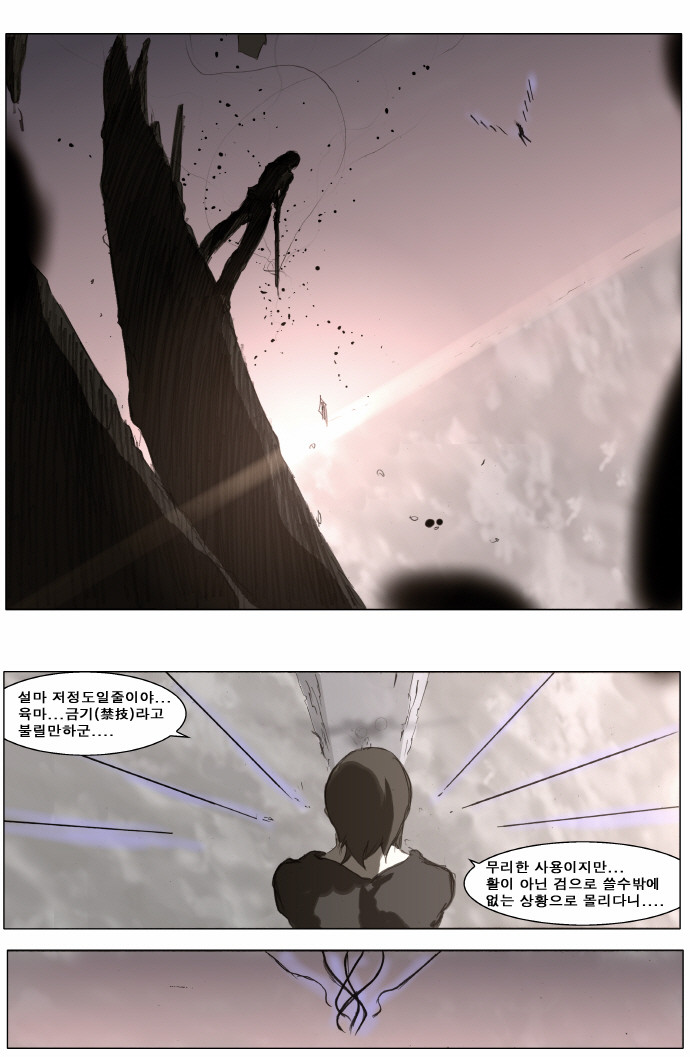 설마 저정도일줄이야...
육마...금기(禁技)라고
불릴만하군....
무리한 사용이지만...
활이 아닌 검으로 쓸수밖에
없는 상황으로 몰리다니....